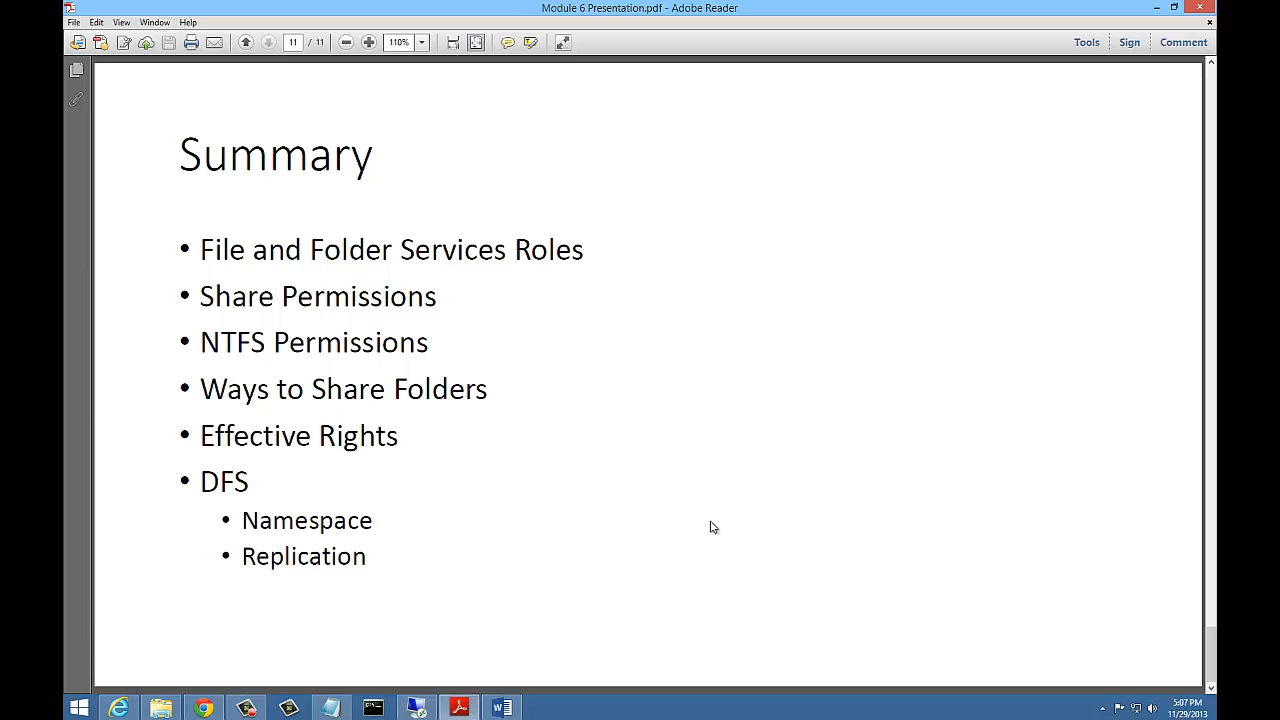 Module 6 Presentation.pdf - Adobe Reader
File Edit View Window Help
11 / 11 110% Tools Sign Comment
Summary
• File and Folder Services Roles
• Share Permissions
• NTFS Permissions
• Ways to Share Folders
• Effective Rights
• DFS
• Namespace
• Replication
5:07 PM
11/29/2013